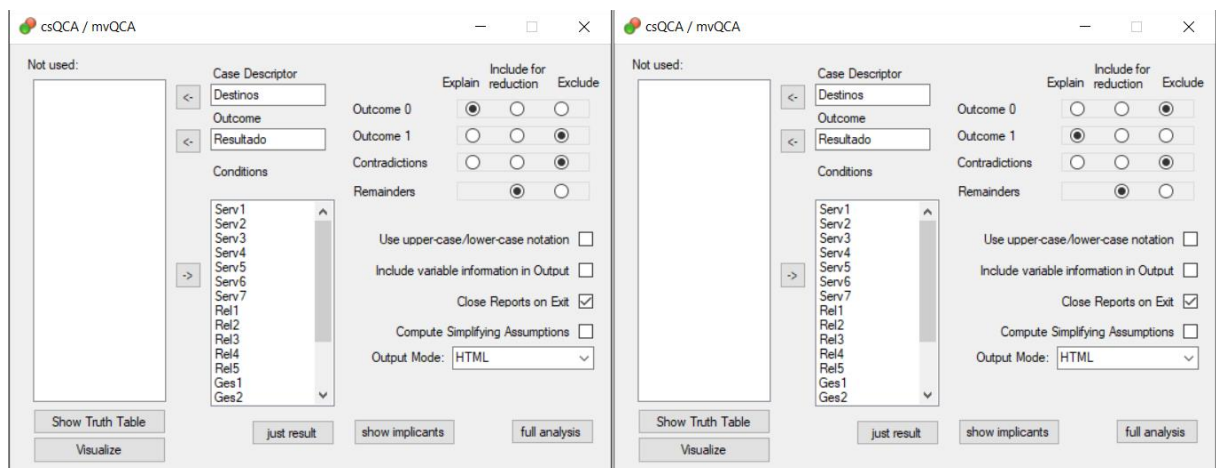 csQCA / mvQCA
Not used:
Case Descriptor
Destinos
Outcome
Resultado
Conditions
Serv1
Serv2
Serv3
Serv4
Serv5
Serv6
Serv7
Rel1
Rel2
Rel3
Rel4
Rel5
Ges1
Ges2
<-
<-
->
Explain Include for reduction Exclude
Outcome 0
Outcome 1
Contradictions
Remainders
Use upper-case/lower-case notation
Include variable information in Output
Close Reports on Exit
Compute Simplifying Assumptions
Output Mode: HTML
Show Truth Table
Visualize
just result
show implicants
full analysis
csQCA / mvQCA
Not used:
Case Descriptor
Destinos
Outcome
Resultado
Conditions
Serv1
Serv2
Serv3
Serv4
Serv5
Serv6
Serv7
Rel1
Rel2
Rel3
Rel4
Rel5
Ges1
Ges2
<-
<-
->
Explain Include for reduction Exclude
Outcome 0
Outcome 1
Contradictions
Remainders
Use upper-case/lower-case notation
Include variable information in Output
Close Reports on Exit
Compute Simplifying Assumptions
Output Mode: HTML
Show Truth Table
Visualize
just result
show implicants
full analysis